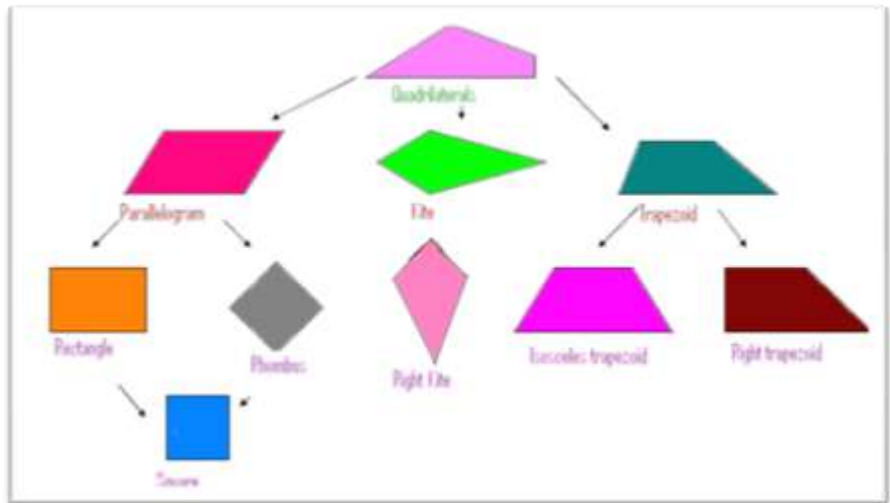 Quadrilaterals
Parallelogram
Kite
Trapezoid
Rectangle
Rhombus
Right Kite
Isosceles trapezoid
Right trapezoid
Square